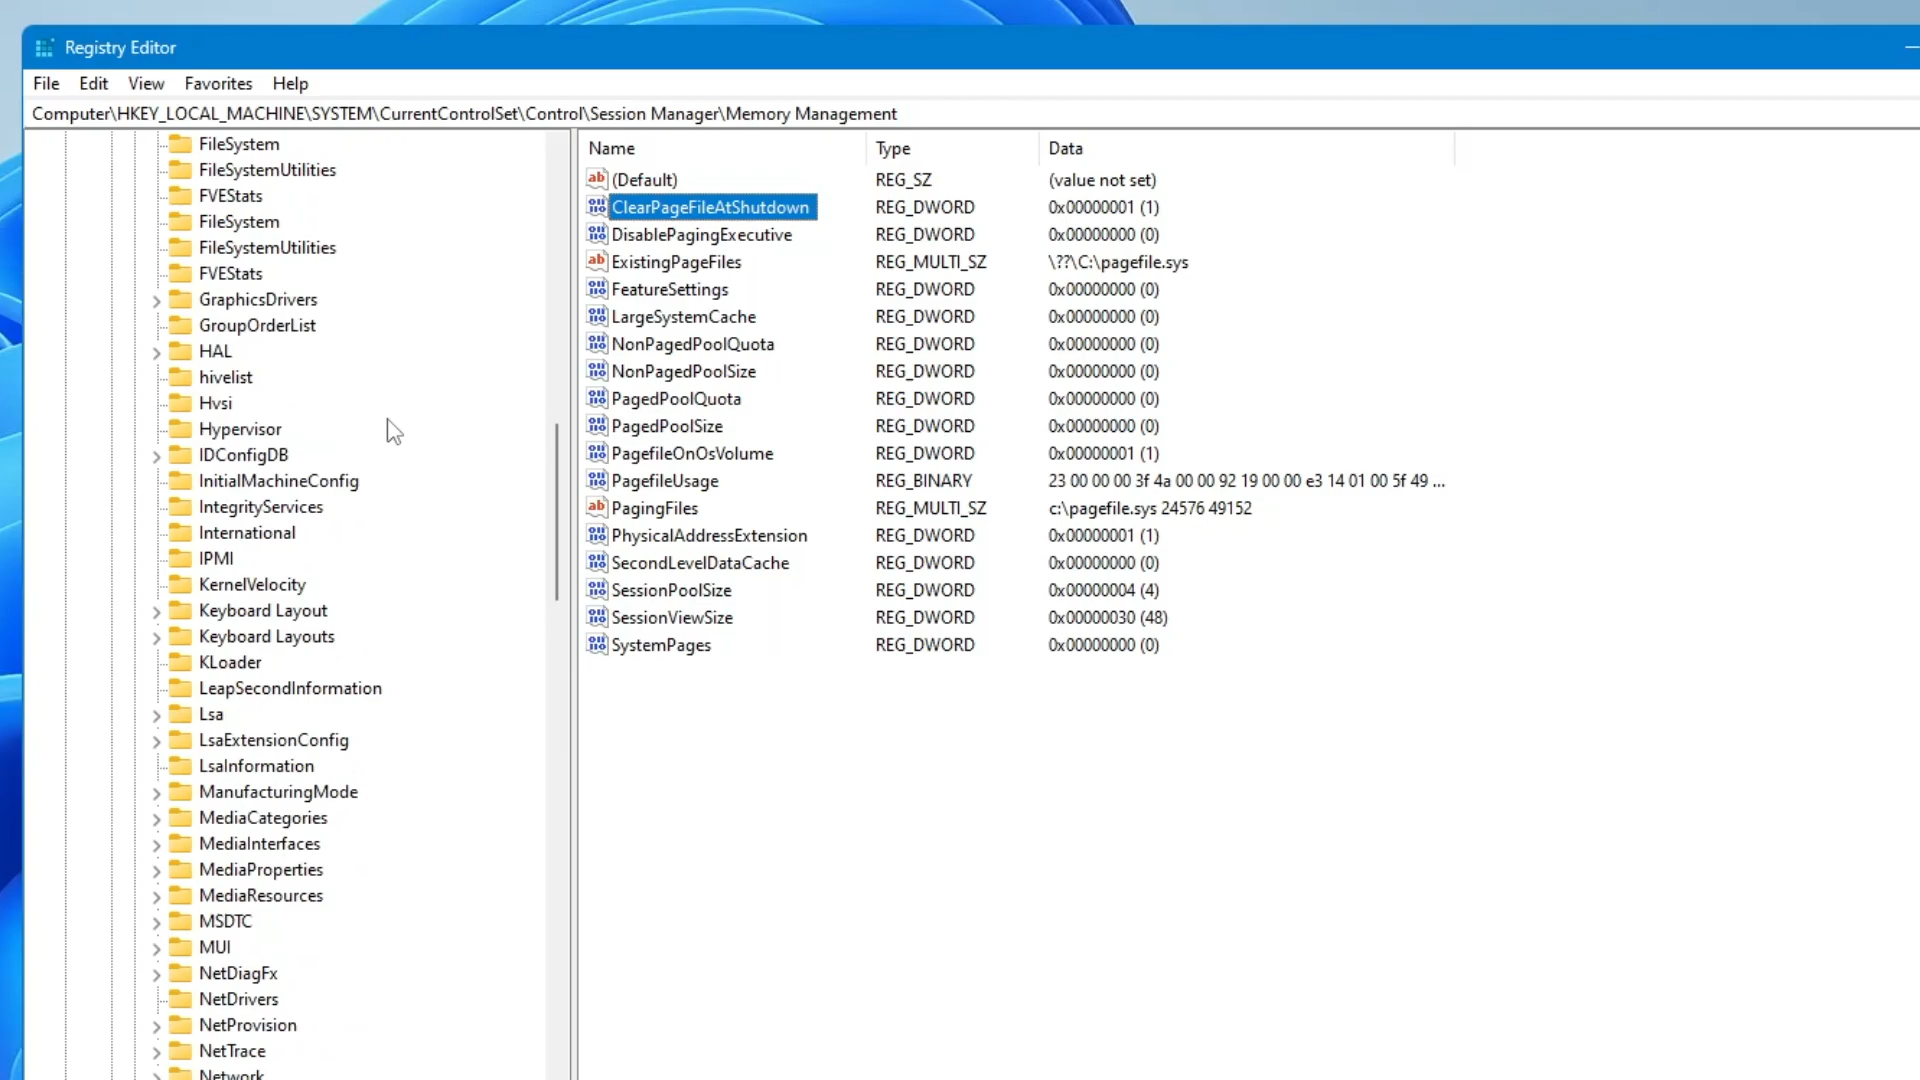 Registry Editor
File Edit View Favorites Help
Computer\HKEY_LOCAL_MACHINE\SYSTEM\CurrentControlSet\Control\Session Manager\Memory Management
FileSystem
FileSystemUtilities
FVEStats
FileSystem
FileSystemUtilities
FVEStats
GraphicsDrivers
GroupOrderList
HAL
hivelist
Hvsi
Hypervisor
IDConfigDB
InitialMachineConfig
IntegrityServices
International
IPMI
KernelVelocity
Keyboard Layout
Keyboard Layouts
KLoader
LeapSecondInformation
Lsa
LsaExtensionConfig
LsaInformation
ManufacturingMode
MediaCategories
MediaInterfaces
MediaProperties
MediaResources
MSDTC
MUI
NetDiagFx
NetDrivers
NetProvision
NetTrace
Network
Name Type Data
(Default) REG_SZ (value not set)
ClearPageFileAtShutdown REG_DWORD 0x00000001 (1)
DisablePagingExecutive REG_DWORD 0x00000000 (0)
ExistingPageFiles REG_MULTI_SZ \??\C:\pagefile.sys
FeatureSettings REG_DWORD 0x00000000 (0)
LargeSystemCache REG_DWORD 0x00000000 (0)
NonPagedPoolQuota REG_DWORD 0x00000000 (0)
NonPagedPoolSize REG_DWORD 0x00000000 (0)
PagedPoolQuota REG_DWORD 0x00000000 (0)
PagedPoolSize REG_DWORD 0x00000000 (0)
PagefileOnOsVolume REG_DWORD 0x00000001 (1)
PagefileUsage REG_BINARY 23 00 00 00 3f 4a 00 00 92 19 00 00 e3 14 01 00 5f 49 ...
PagingFiles REG_MULTI_SZ c:\pagefile.sys 24576 49152
PhysicalAddressExtension REG_DWORD 0x00000001 (1)
SecondLevelDataCache REG_DWORD 0x00000000 (0)
SessionPoolSize REG_DWORD 0x00000004 (4)
SessionViewSize REG_DWORD 0x00000030 (48)
SystemPages REG_DWORD 0x00000000 (0)